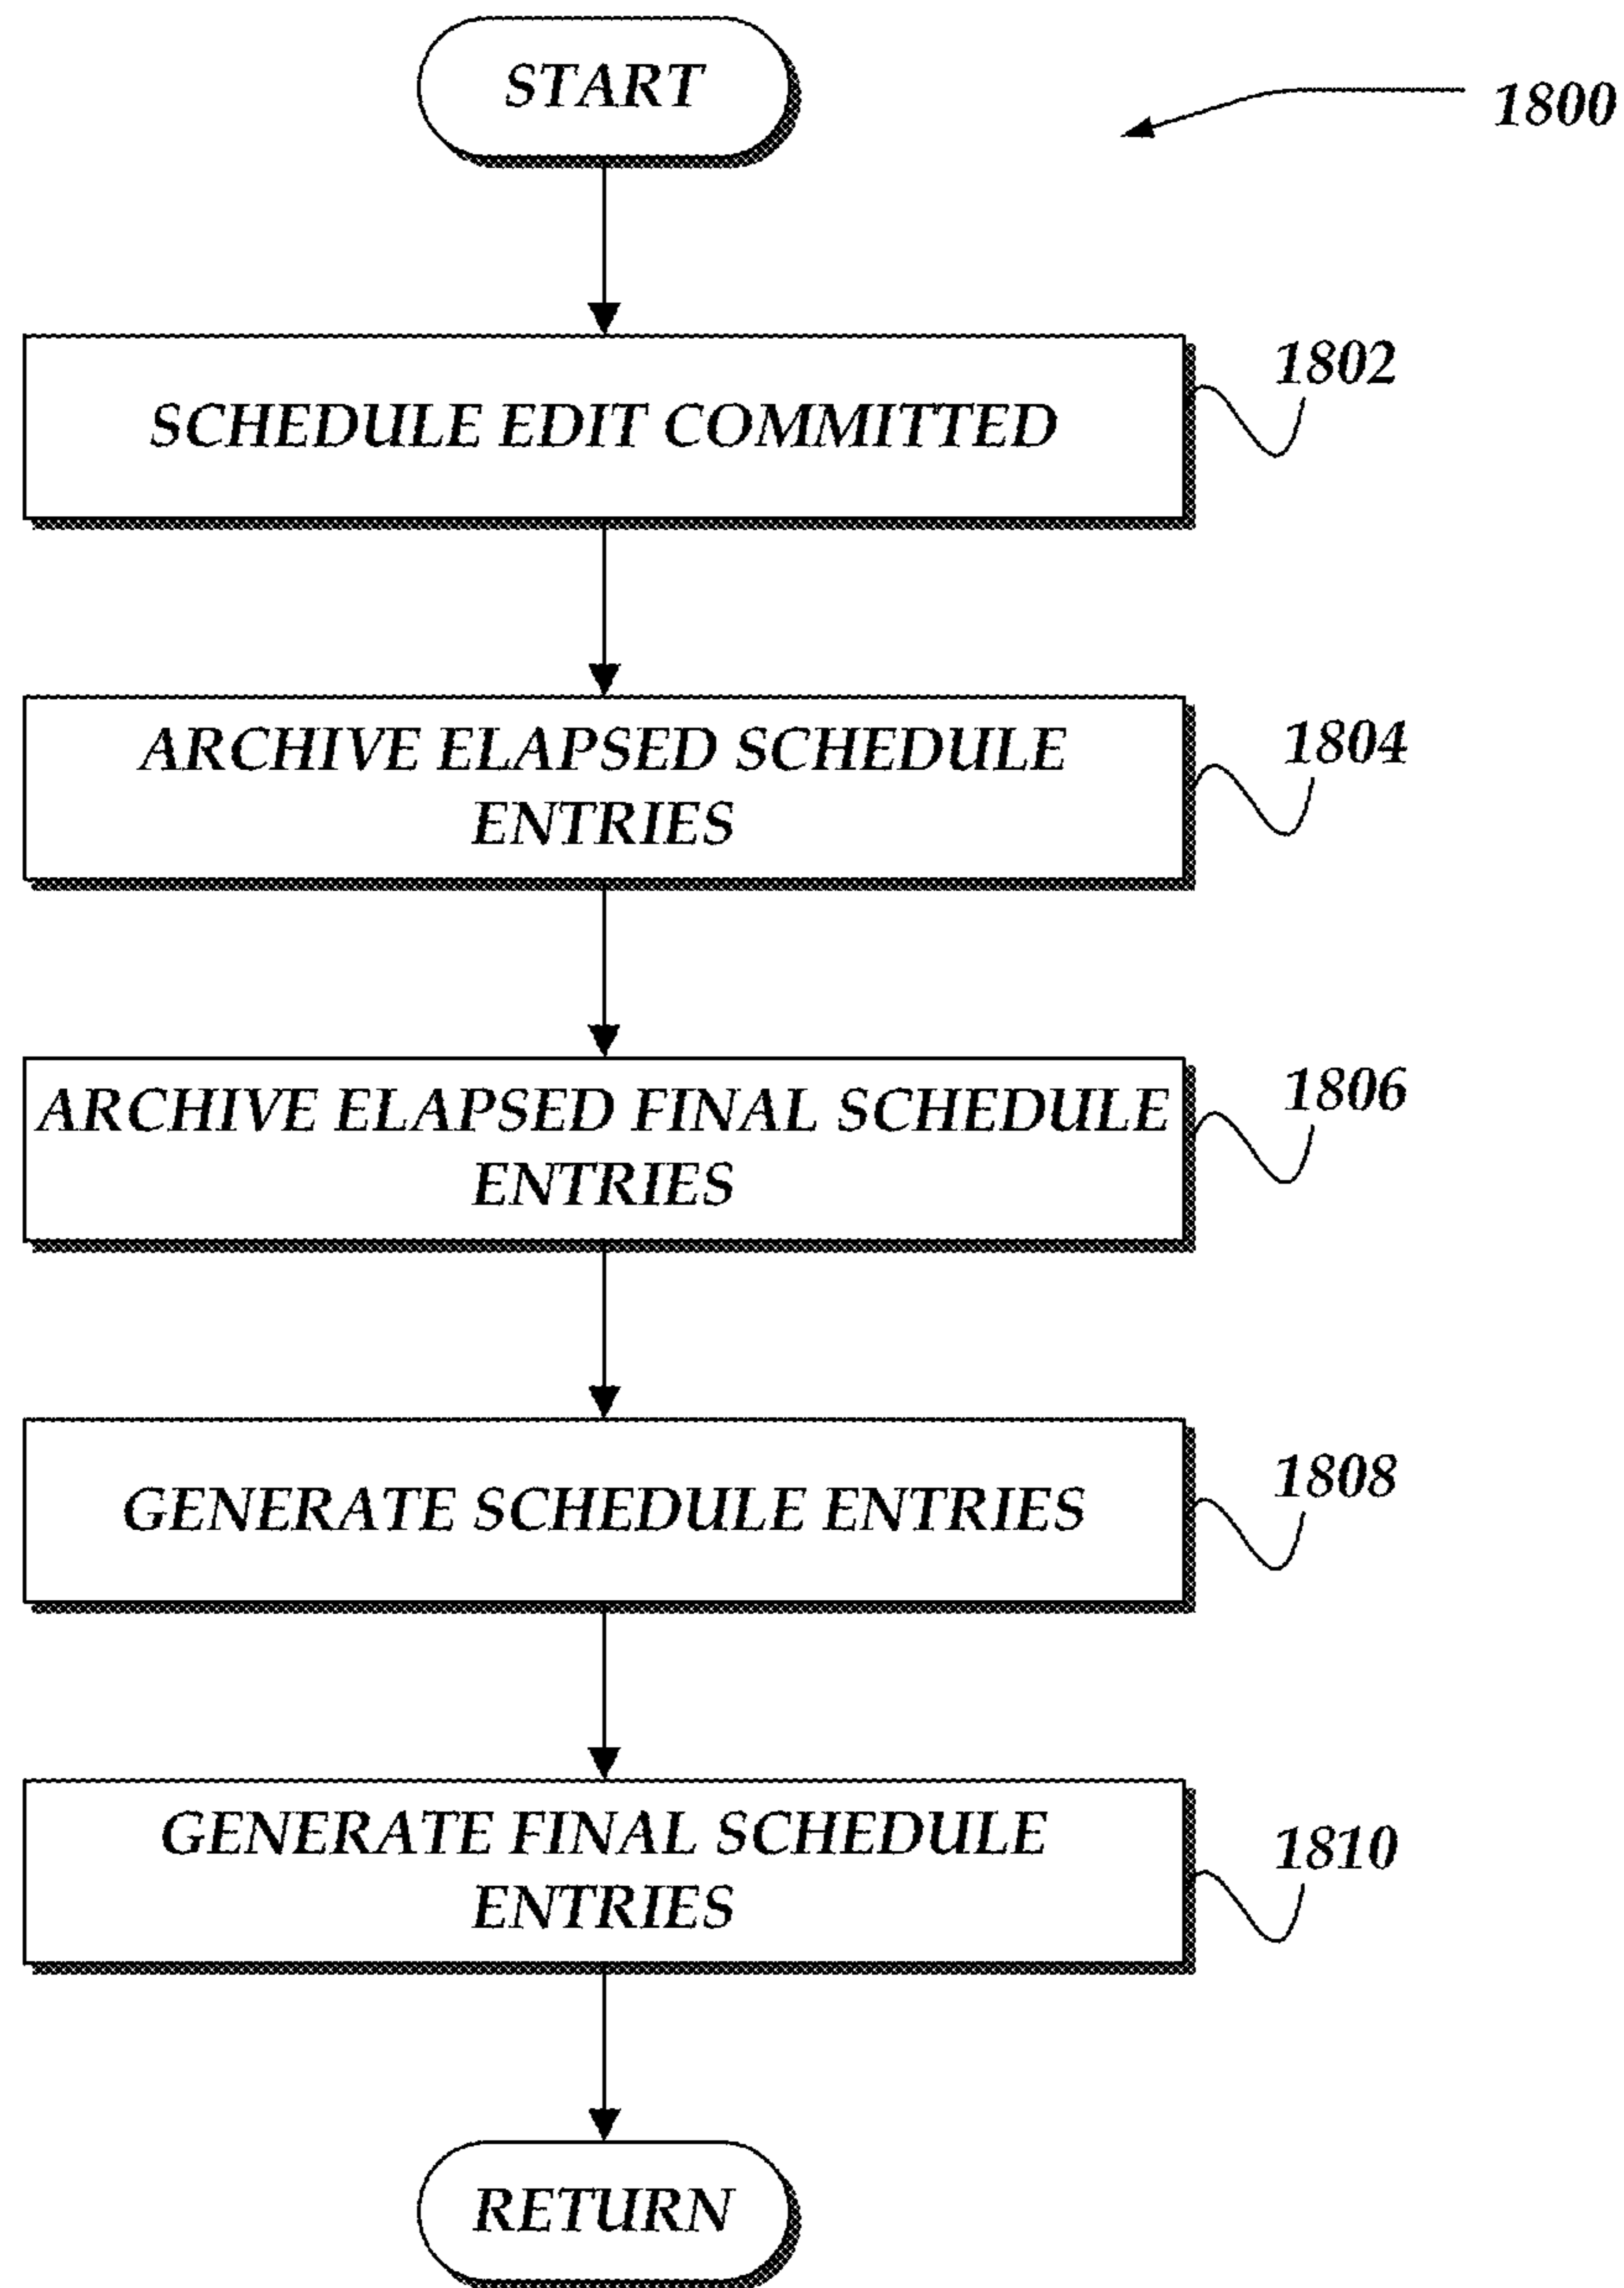 START
1800
SCHEDULE EDIT COMMITTED
1802
ARCHIVE ELAPSED SCHEDULE
ENTRIES
1804
ARCHIVE ELAPSED FINAL SCHEDULE
ENTRIES
1806
GENERATE SCHEDULE ENTRIES
1808
GENERATE FINAL SCHEDULE
ENTRIES
1810
RETURN